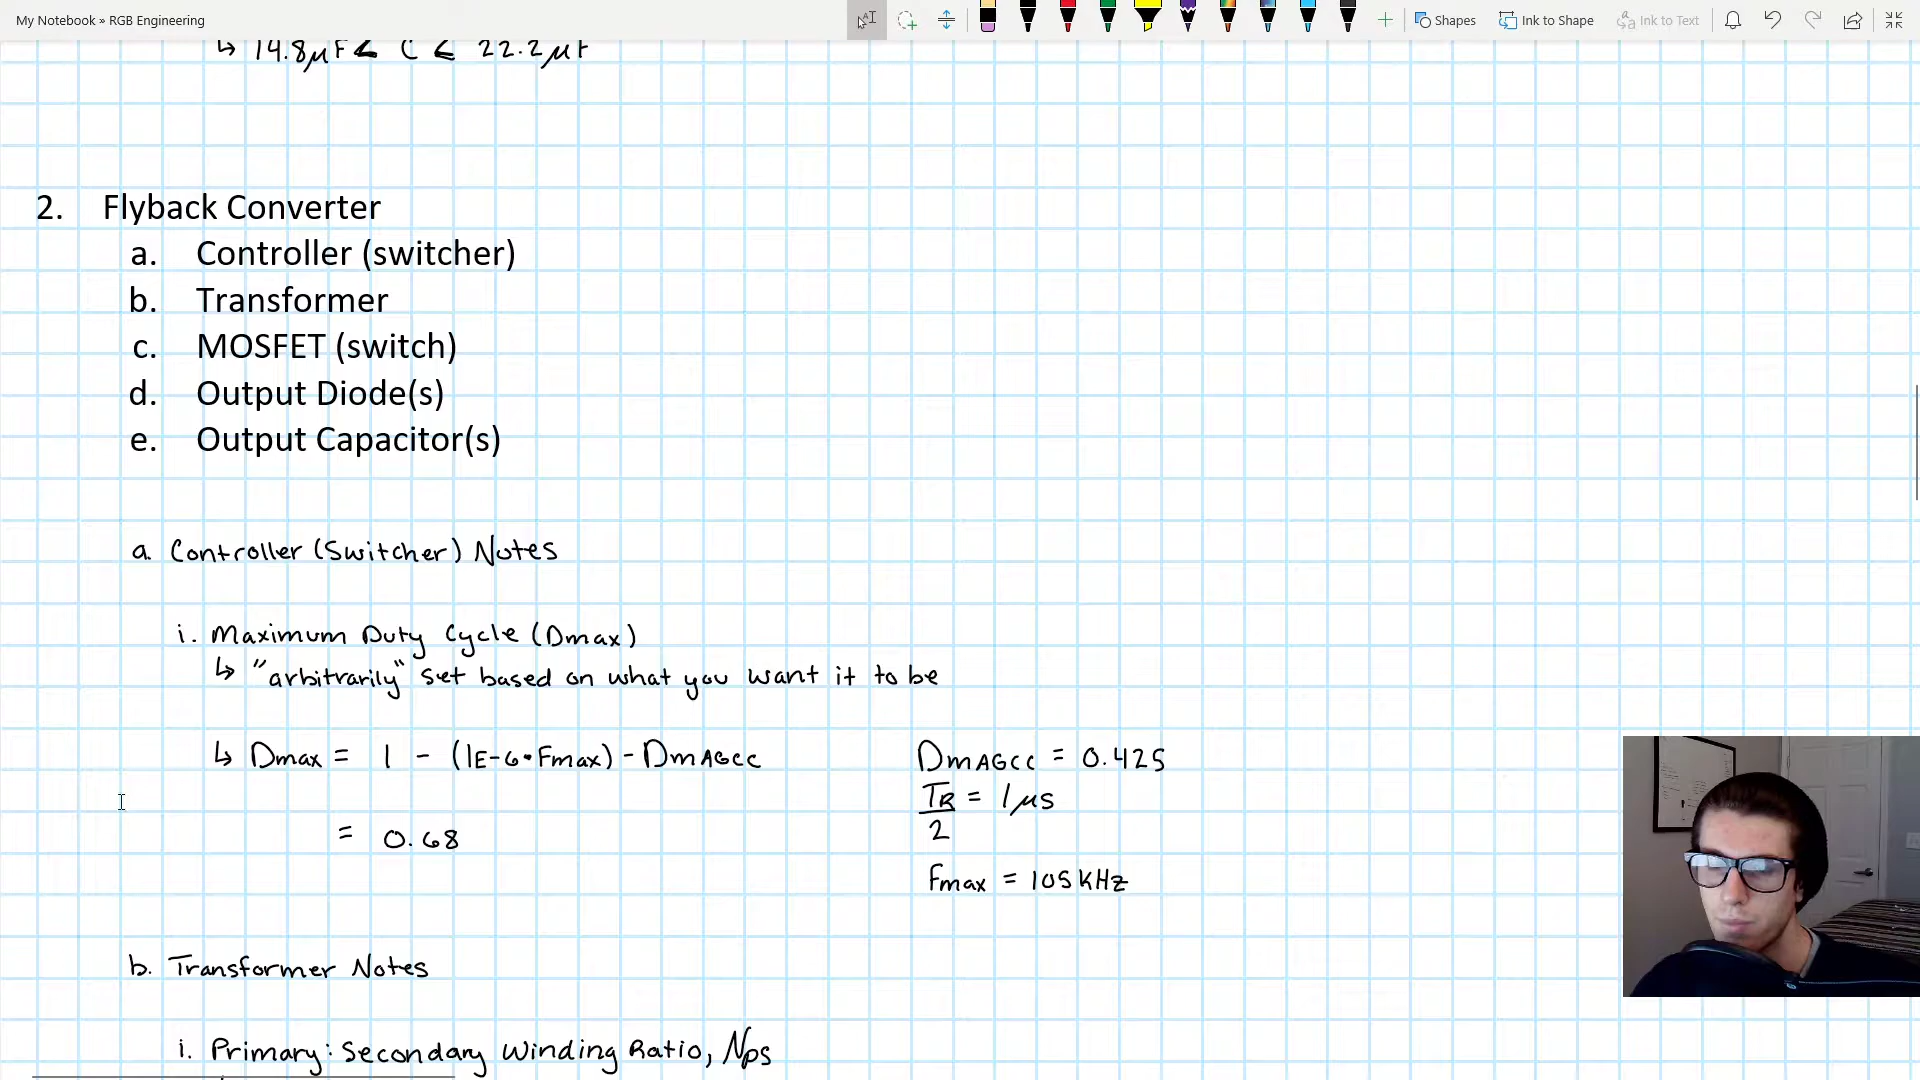 My Notebook » RGB Engineering
Shapes
Ink to Shape
Ink to Text
↳ 14.8μF < C < 22.2μF
2. Flyback Converter
a. Controller (switcher)
b. Transformer
c. MOSFET (switch)
d. Output Diode(s)
e. Output Capacitor(s)
a. Controller (Switcher) Notes
i. Maximum Duty Cycle (Dmax)
↳ "arbitrarily" set based on what you want it to be
↳ Dmax = 1 - (1E-6•Fmax) - DMAGCC
= 0.68
DMAGCC = 0.425
TR/2 = 1μs
Fmax = 105KHz
b. Transformer Notes
i. Primary: Secondary Winding Ratio, Nps